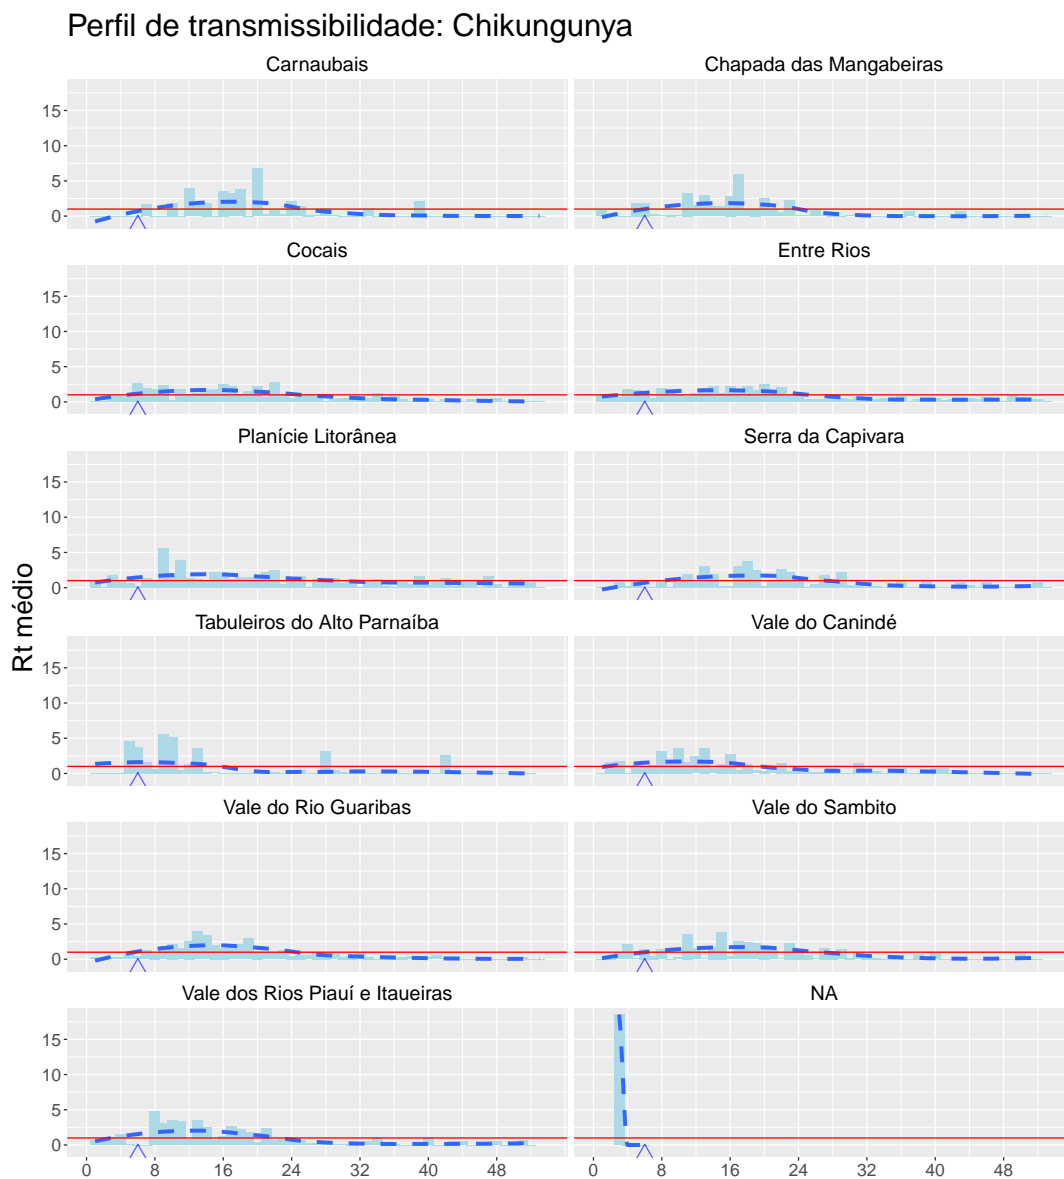 Perfil de transmissibilidade: Chikungunya
Carnaubais
Chapada das Mangabeiras
15
10
5
0
Cocais
Entre Rios
15
10
5
0
Planície Litorânea
Serra da Capivara
15
10
5
0
Rt médio
Tabuleiros do Alto Parnaíba
Vale do Canindé
15
10
5
0
Vale do Rio Guaribas
Vale do Sambito
15
10
5
0
Vale dos Rios Piauí e Itaueiras
NA
15
10
5
0
0 8 16 24 32 40 48
0 8 16 24 32 40 48